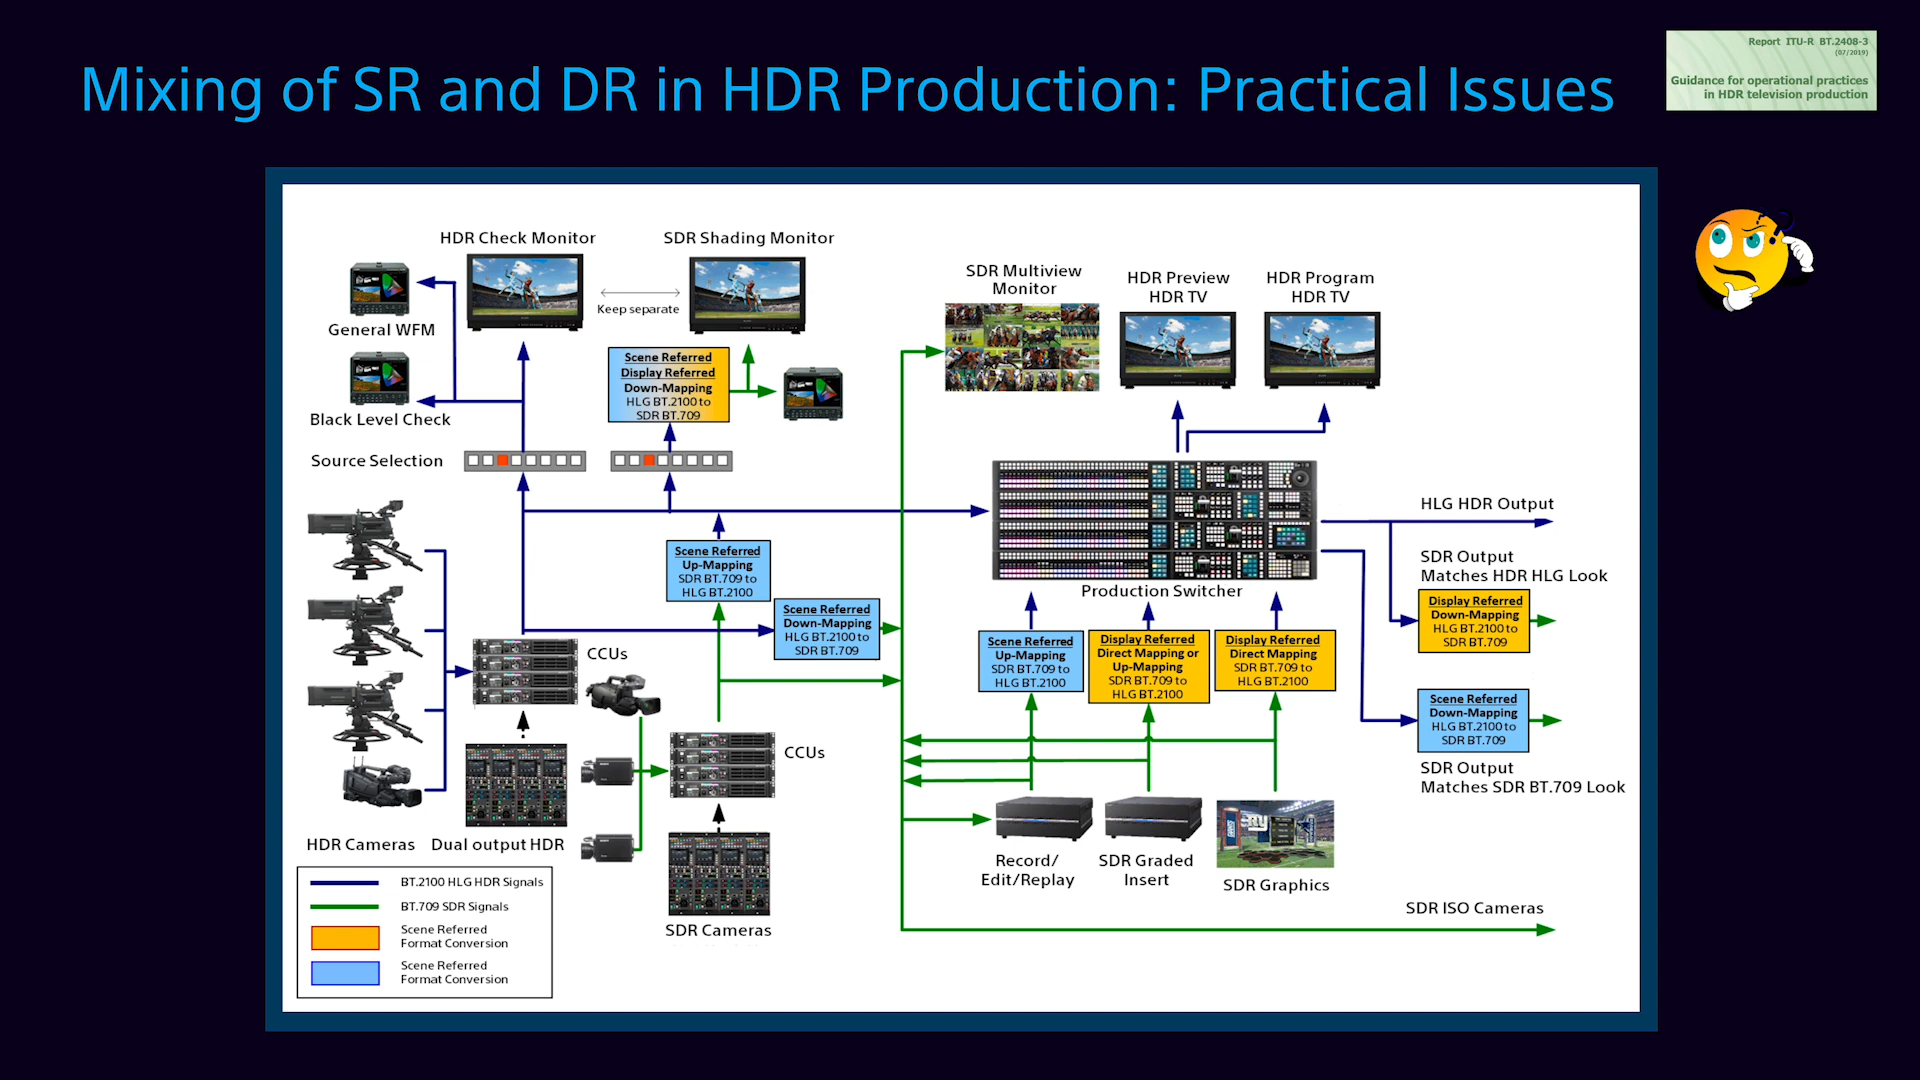 Mixing of SR and DR in HDR Production: Practical Issues
Report ITU-R BT.2408-3
(07/2019)
Guidance for operational practices
in HDR television production
HDR Check Monitor
SDR Shading Monitor
Keep separate
General WFM
Black Level Check
Source Selection
Scene Referred
Display Referred
Down-Mapping
HLG BT.2100 to
SDR BT.709
SDR Multiview
Monitor
HDR Preview
HDR TV
HDR Program
HDR TV
Scene Referred
Up-Mapping
SDR BT.709 to
HLG BT.2100
Scene Referred
Down-Mapping
HLG BT.2100 to
SDR BT.709
Production Switcher
HLG HDR Output
SDR Output
Matches HDR HLG Look
Display Referred
Down-Mapping
HLG BT.2100 to
SDR BT.709
Scene Referred
Down-Mapping
HLG BT.2100 to
SDR BT.709
SDR Output
Matches SDR BT.709 Look
Scene Referred
Up-Mapping
SDR BT.709 to
HLG BT.2100
Display Referred
Direct Mapping or
Up-Mapping
SDR BT.709 to
HLG BT.2100
Display Referred
Direct Mapping
SDR BT.709 to
HLG BT.2100
CCUs
CCUs
HDR Cameras
Dual output HDR
SDR Cameras
Record/
Edit/Replay
SDR Graded
Insert
SDR Graphics
SDR ISO Cameras
BT.2100 HLG HDR Signals
BT.709 SDR Signals
Scene Referred
Format Conversion
Scene Referred
Format Conversion